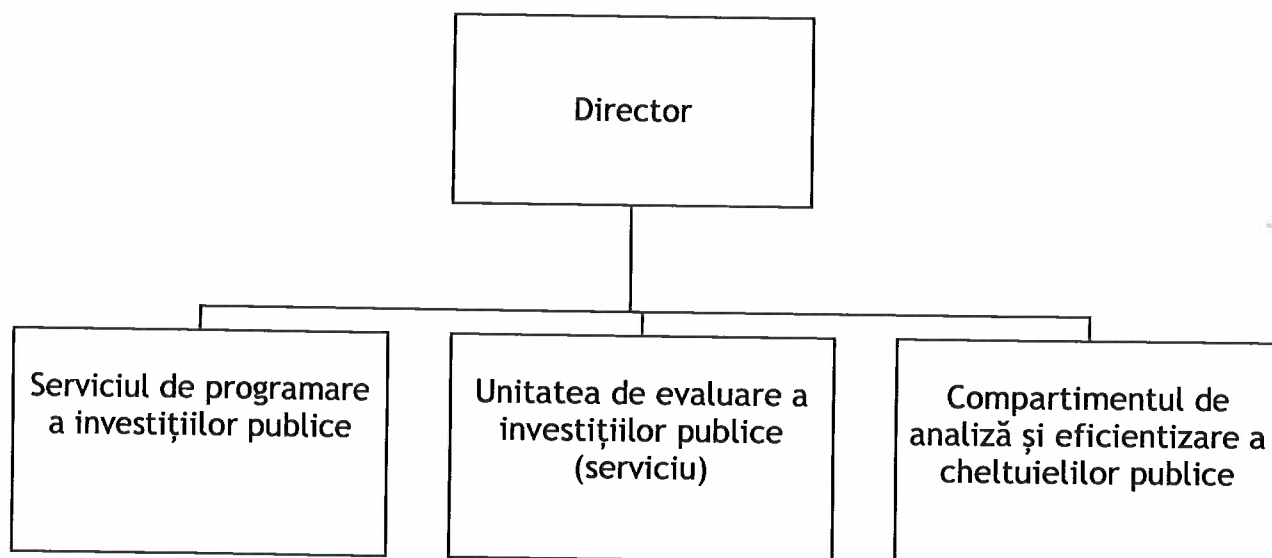 Director
Serviciul de programare
a investițiilor publice
Unitatea de evaluare a
investițiilor publice
(serviciu)
Compartimentul de
analiză și eficientizare a
cheltuielilor publice